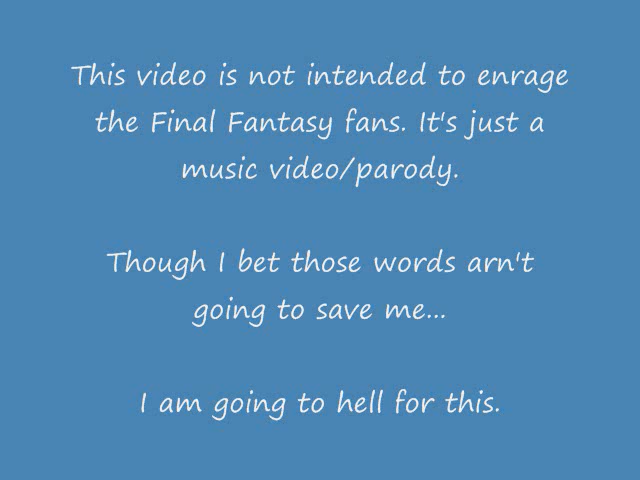 This video is not intended to enrage
the Final Fantasy fans. It's just a
music video/parody.
Though I bet those words arn't
going to save me...
I am going to hell for this.